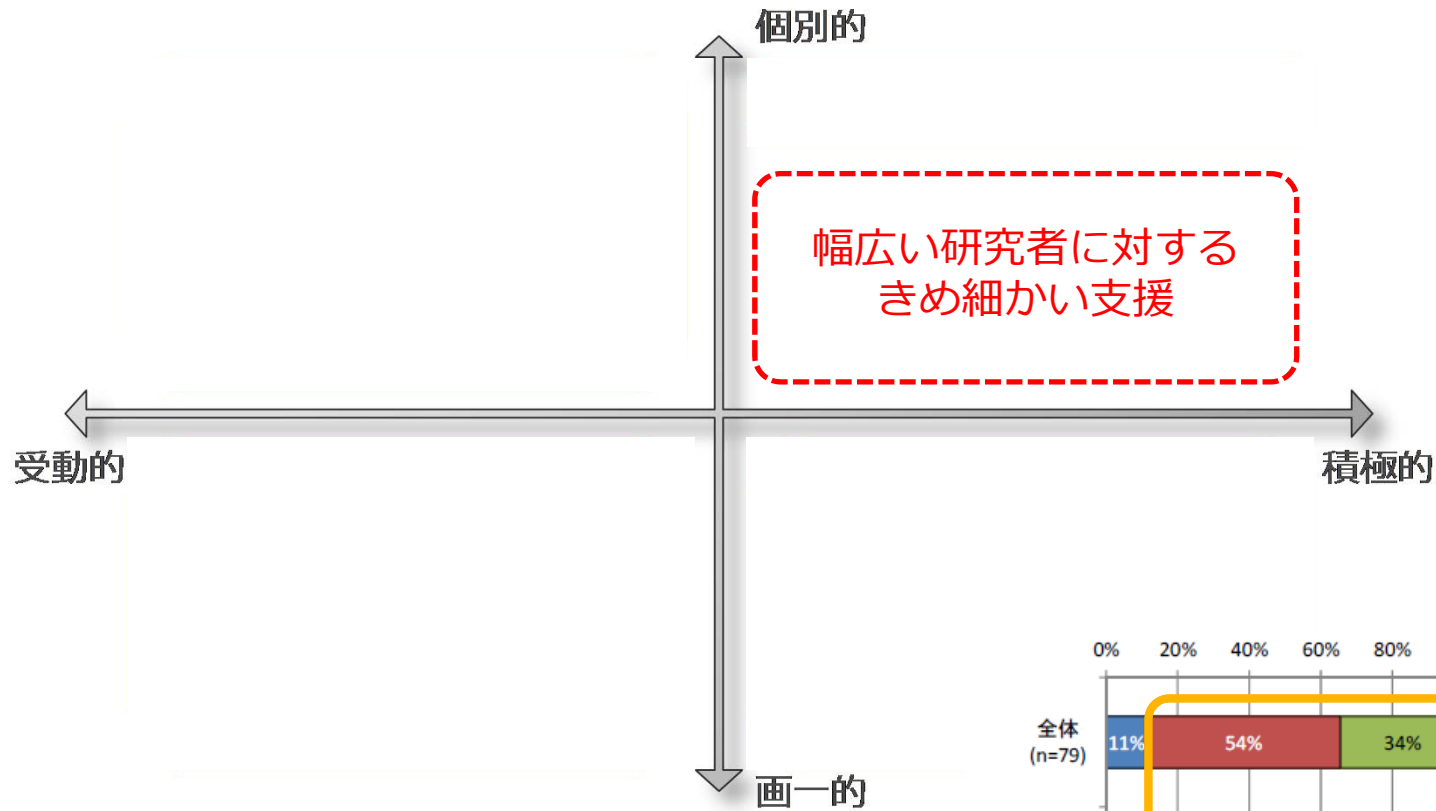 個別的
幅広い研究者に対する
きめ細かい支援
受動的
積極的
0% 20% 40% 60% 80%
全体
(n=79)
11% 54% 34%
画一的